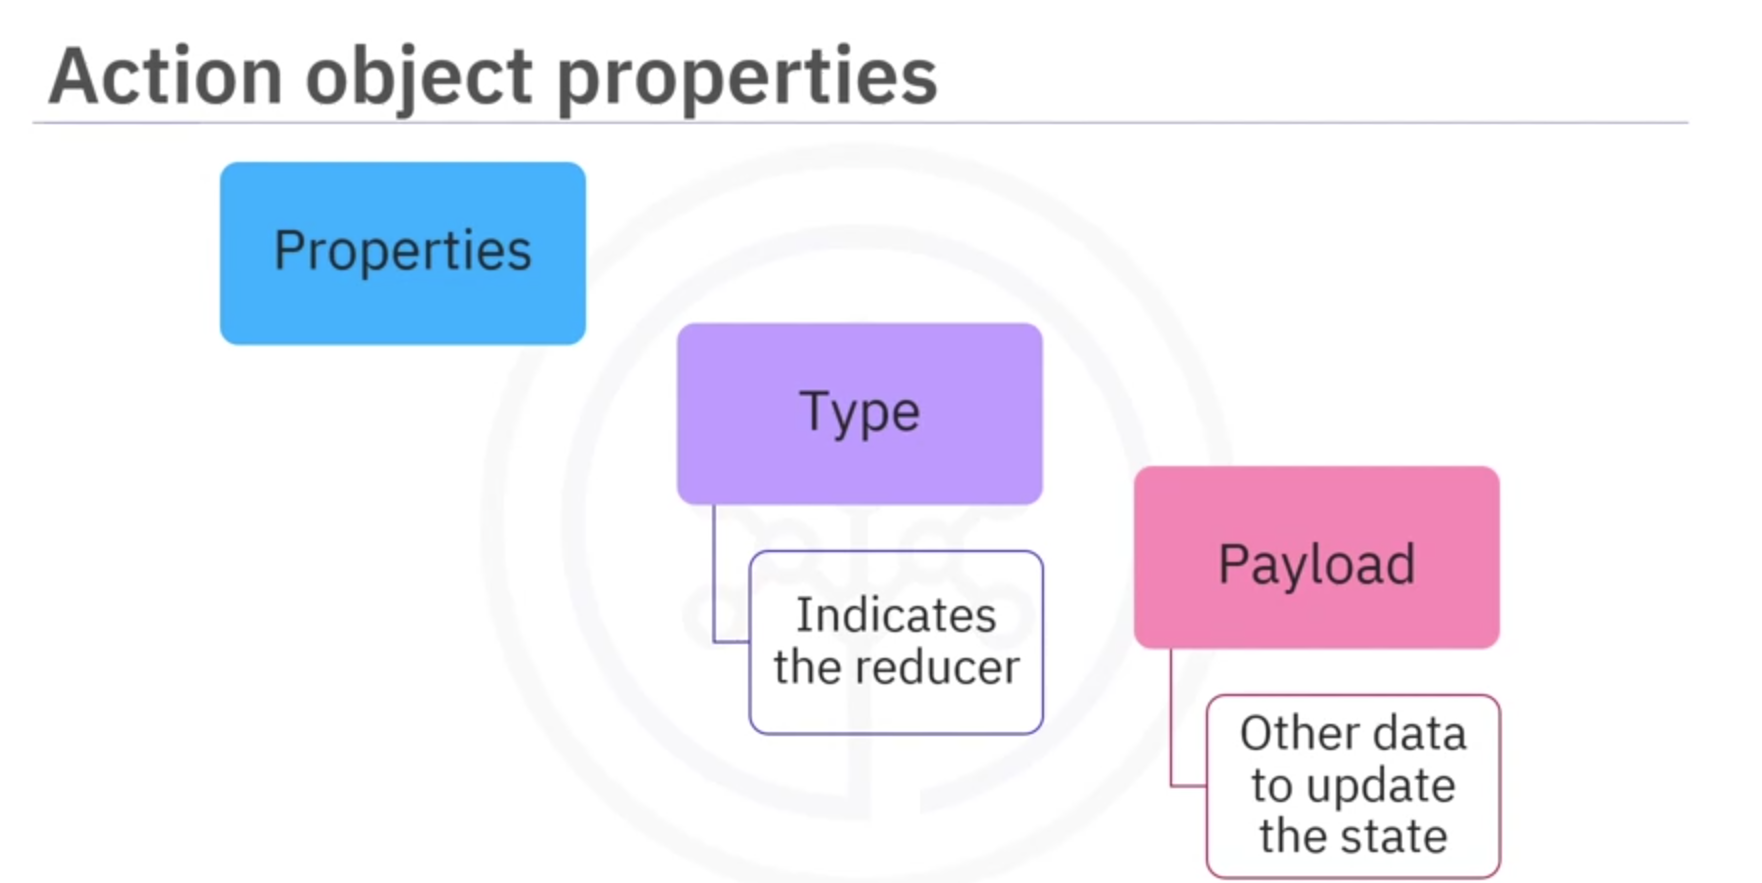 Action object properties
Properties
Type
Indicates
the reducer
Payload
Other data
to update
the state